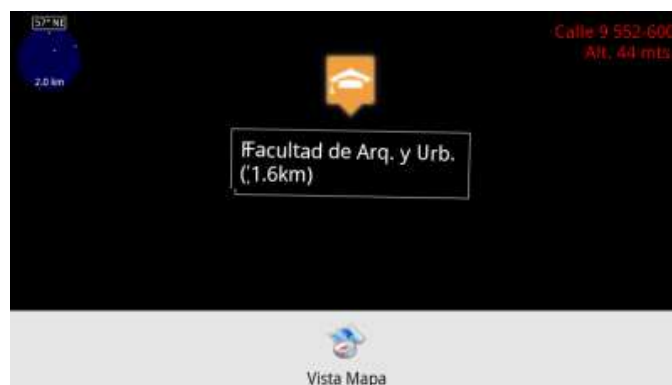 57° NE
2.0 km
Calle 9 552-600
Alt. 44 mts.
Facultad de Arq. y Urb.
(1.6km)
Vista Mapa